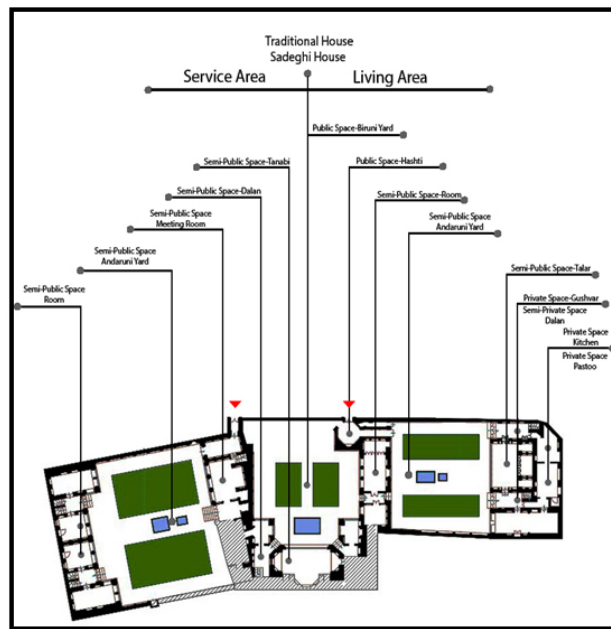 Traditional House
Sadeghi House
Service Area
Living Area
Public Space-Biruni Yard
Semi-Public Space-Tanabi
Public Space-Hashti
Semi-Public Space-Dalan
Semi-Public Space-Room
Semi-Public Space
Meeting Room
Semi-Public Space
Andaruni Yard
Semi-Public Space
Andaruni Yard
Semi-Public Space-Talar
Semi-Public Space
Room
Private Space-Gushvar
Semi-Private Space
Dalan
Private Space
Kitchen
Private Space
Pastoo